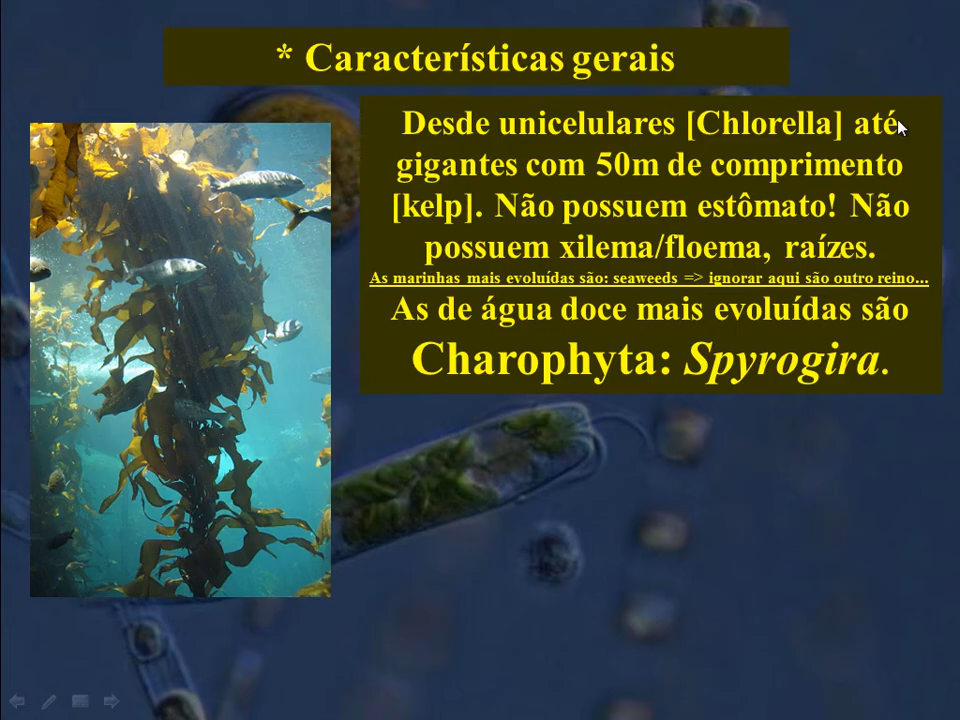 * Características gerais
Desde unicelulares [Chlorella] até
gigantes com 50m de comprimento
[kelp]. Não possuem estômato! Não
possuem xilema/floema, raízes.
As marinhas mais evoluídas são: seaweeds => ignorar aqui são outro reino...
As de água doce mais evoluídas são
Charophyta: Spyrogira.